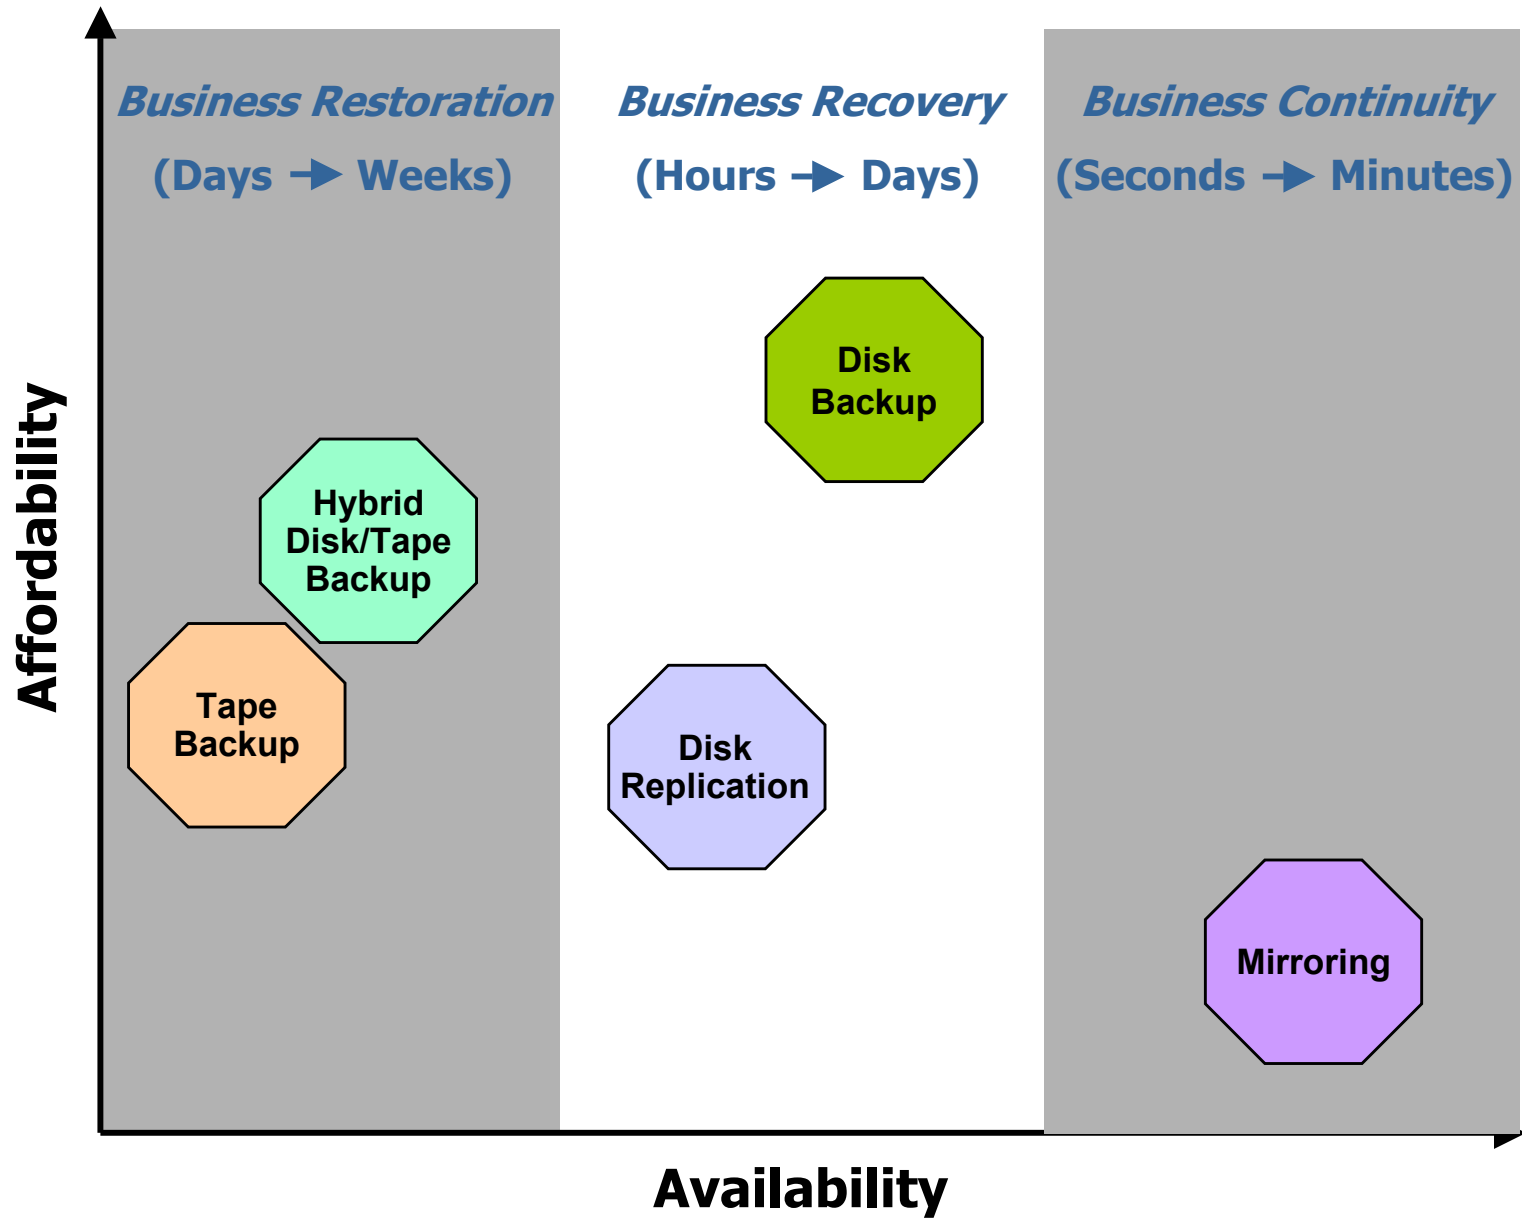 Business Restoration
(Days → Weeks)
Business Recovery
(Hours → Days)
Business Continuity
(Seconds → Minutes)
Affordability
Disk
Backup
Hybrid
Disk/Tape
Backup
Tape
Backup
Disk
Replication
Mirroring
Availability